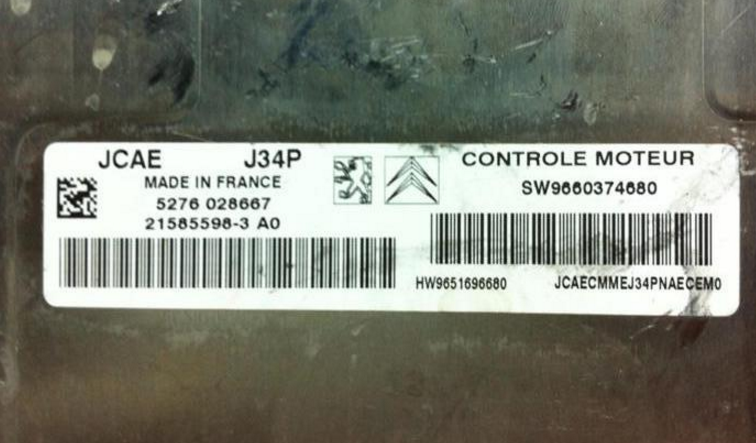 JCAE J34P
MADE IN FRANCE
5276 028667
21585598-3 A0
CONTROLE MOTEUR
SW9660374680
HW9651696680 JCAECMMEJ34PNAECEM0